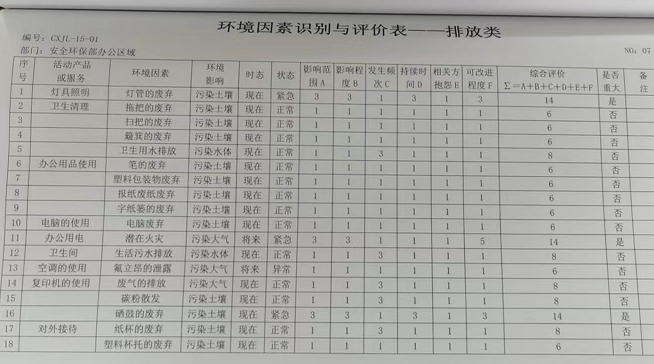 环境因素识别与评价表——排放类
编号：CXJL-15-01
部门：安全环保部办公区域 NO：07
序号 活动产品或服务 环境因素 环境影响 时态 状态 影响范围A 影响程度B 发生频次C 持续时间D 相关方抱怨E 可改进程度F 综合评价 Σ=A+B+C+D+E+F 是否重大 备注
1 灯具照明 灯管的废弃 污染土壤 现在 紧急 3 3 1 3 1 3 14 是
2 卫生清理 拖把的废弃 污染土壤 现在 正常 1 1 1 1 1 1 6 否
3 扫把的废弃 污染土壤 现在 正常 1 1 1 1 1 1 6 否
4 簸箕的废弃 污染土壤 现在 正常 1 1 1 1 1 1 6 否
5 卫生用水排放 污染水体 现在 正常 1 1 3 1 1 1 8 否
6 办公用品使用 笔的废弃 污染土壤 现在 正常 1 1 1 1 1 1 6 否
7 塑料包装物废弃 污染土壤 现在 正常 1 1 1 1 1 1 6 否
8 报纸废纸废弃 污染土壤 现在 正常 1 1 1 1 1 1 6 否
9 字纸篓的废弃 污染土壤 现在 正常 1 1 1 1 1 1 6 否
10 电脑的使用 电脑废弃 污染土壤 现在 正常 1 1 1 1 1 1 6 否
11 办公用电 潜在火灾 污染大气 将来 紧急 3 3 1 1 1 5 14 是
12 卫生间 生活污水排放 污染水体 现在 正常 1 1 3 1 1 1 8 否
13 空调的使用 氟立昂的泄露 污染大气 将来 异常 1 1 1 1 1 1 6 否
14 复印机的使用 废气的排放 污染大气 现在 正常 1 1 3 1 1 1 8 否
15 碳粉散发 污染土壤 现在 正常 1 1 3 1 1 1 8 否
16 硒鼓的废弃 污染土壤 现在 紧急 3 3 1 3 1 3 14 是
17 对外接待 纸杯的废弃 污染土壤 现在 正常 1 1 3 1 1 1 8 否
18 塑料杯托的废弃 污染土壤 现在 正常 1 1 1 1 1 1 6 否